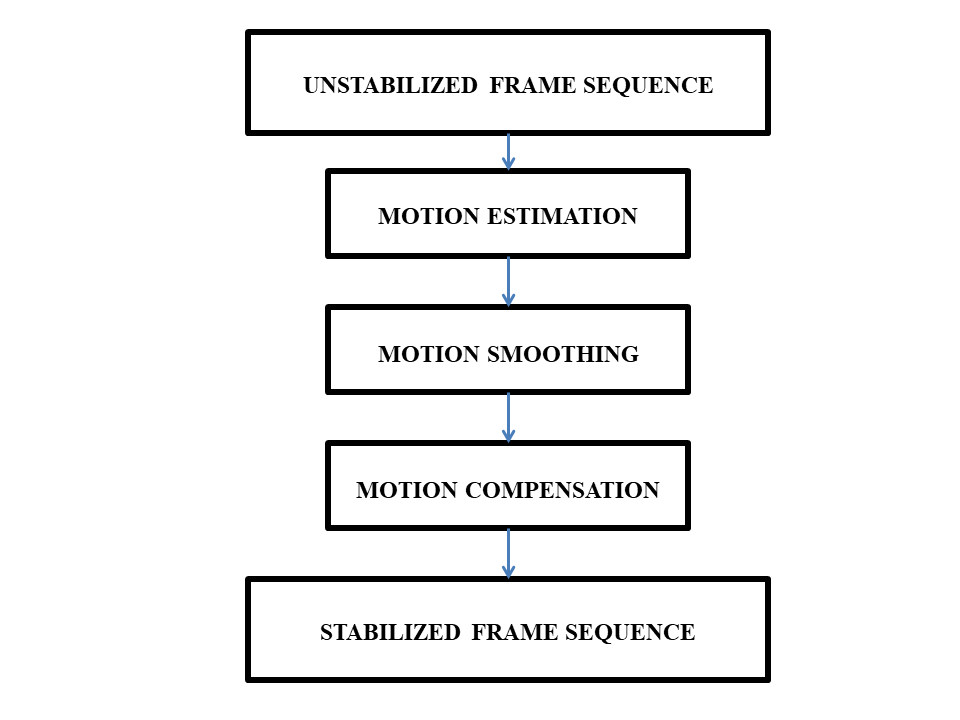 UNSTABILIZED FRAME SEQUENCE
MOTION ESTIMATION
MOTION SMOOTHING
MOTION COMPENSATION
STABILIZED FRAME SEQUENCE